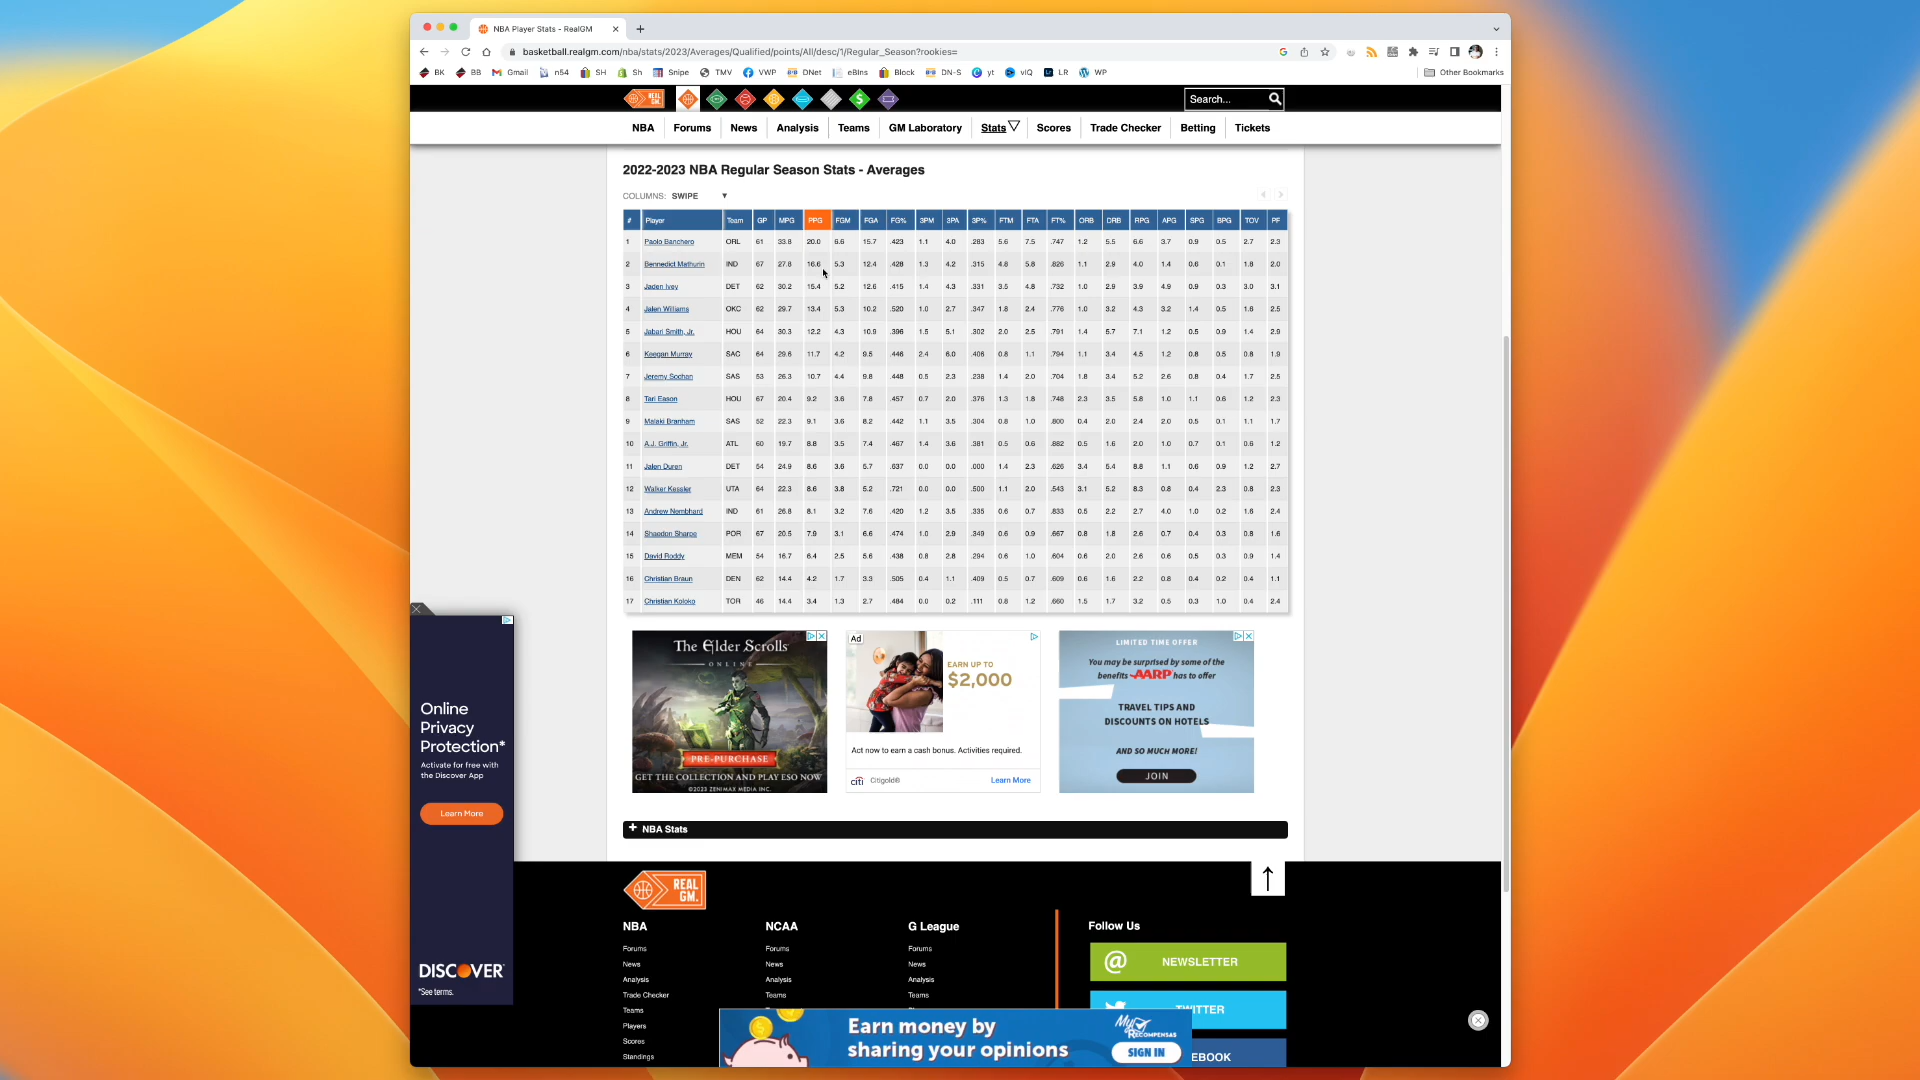 NBA Player Stats - RealGM
basketball.realgm.com/nba/stats/2023/Averages/Qualified/points/All/desc/1/Regular_Season?rookies=
BK BB Gmail n54 SH Sh Snipe TMV VWP DNet eBins Block DN-S yt vIQ LR WP Other Bookmarks
REAL GM. Search...
NBA Forums News Analysis Teams GM Laboratory Stats Scores Trade Checker Betting Tickets
2022-2023 NBA Regular Season Stats - Averages
COLUMNS: SWIPE
# Player Team GP MPG PPG FGM FGA FG% 3PM 3PA 3P% FTM FTA FT% ORB DRB RPG APG SPG BPG TOV PF
1 Paolo Banchero ORL 61 33.8 20.0 6.6 15.7 .423 1.1 4.0 .283 5.6 7.5 .747 1.2 5.5 6.6 3.7 0.9 0.5 2.7 2.3
2 Bennedict Mathurin IND 67 27.8 16.6 5.3 12.4 .428 1.3 4.2 .315 4.8 5.8 .826 1.1 2.9 4.0 1.4 0.6 0.1 1.8 2.0
3 Jaden Ivey DET 62 30.2 15.4 5.2 12.6 .415 1.4 4.3 .331 3.5 4.8 .732 1.0 2.9 3.9 4.9 0.9 0.3 3.0 3.1
4 Jalen Williams OKC 62 29.7 13.4 5.3 10.2 .520 1.0 2.7 .347 1.8 2.4 .776 1.0 3.2 4.3 3.2 1.4 0.5 1.6 2.5
5 Jabari Smith, Jr. HOU 64 30.3 12.2 4.3 10.9 .396 1.5 5.1 .302 2.0 2.5 .791 1.4 5.7 7.1 1.2 0.5 0.9 1.4 2.9
6 Keegan Murray SAC 64 29.6 11.7 4.2 9.5 .446 2.4 6.0 .406 0.8 1.1 .794 1.1 3.4 4.5 1.2 0.8 0.5 0.8 1.9
7 Jeremy Sochan SAS 53 26.3 10.7 4.4 9.8 .448 0.5 2.3 .238 1.4 2.0 .704 1.8 3.4 5.2 2.6 0.8 0.4 1.7 2.5
8 Tari Eason HOU 67 20.4 9.2 3.6 7.8 .457 0.7 2.0 .376 1.3 1.8 .748 2.3 3.5 5.8 1.0 1.1 0.6 1.2 2.3
9 Malaki Branham SAS 52 22.3 9.1 3.6 8.2 .442 1.1 3.5 .304 0.8 1.0 .800 0.4 2.0 2.4 2.0 0.5 0.1 1.1 1.7
10 A.J. Griffin, Jr. ATL 60 19.7 8.8 3.5 7.4 .467 1.4 3.6 .381 0.5 0.6 .882 0.5 1.6 2.0 1.0 0.7 0.1 0.6 1.2
11 Jalen Duren DET 54 24.9 8.6 3.6 5.7 .637 0.0 0.0 .000 1.4 2.3 .626 3.4 5.4 8.8 1.1 0.6 0.9 1.2 2.7
12 Walker Kessler UTA 64 22.3 8.6 3.8 5.2 .721 0.0 0.0 .500 1.1 2.0 .543 3.1 5.2 8.3 0.8 0.4 2.3 0.8 2.3
13 Andrew Nembhard IND 61 26.8 8.1 3.2 7.6 .420 1.2 3.5 .335 0.6 0.7 .833 0.5 2.2 2.7 4.0 1.0 0.2 1.6 2.4
14 Shaedon Sharpe POR 67 20.5 7.9 3.1 6.6 .474 1.0 2.9 .349 0.6 0.9 .667 0.8 1.8 2.6 0.7 0.4 0.3 0.8 1.6
15 David Roddy MEM 54 16.7 6.4 2.5 5.6 .438 0.8 2.8 .294 0.6 1.0 .604 0.6 2.0 2.6 0.6 0.5 0.3 0.9 1.4
16 Christian Braun DEN 62 14.4 4.2 1.7 3.3 .505 0.4 1.1 .409 0.5 0.7 .609 0.6 1.6 2.2 0.8 0.4 0.2 0.4 1.1
17 Christian Koloko TOR 46 14.4 3.4 1.3 2.7 .484 0.0 0.2 .111 0.8 1.2 .660 1.5 1.7 3.2 0.5 0.3 1.0 0.4 2.4
The Elder Scrolls
ONLINE
PRE-PURCHASE
GET THE COLLECTION AND PLAY ESO NOW
©2023 ZENIMAX MEDIA INC.
Ad
EARN UP TO
$2,000
Act now to earn a cash bonus. Activities required.
citi Citigold® Learn More
LIMITED TIME OFFER
You may be surprised by some of the
benefits AARP has to offer
TRAVEL TIPS AND
DISCOUNTS ON HOTELS
AND SO MUCH MORE!
JOIN
Online
Privacy
Protection*
Activate for free with
the Discover App
Learn More
DISCOVER
*See terms.
+ NBA Stats
REAL GM.
NBA NCAA G League Follow Us
Forums Forums Forums
News News News
Analysis Analysis Analysis
Trade Checker Teams Teams
Teams
Players
Scores
Standings
@ NEWSLETTER
TWITTER
EBOOK
Earn money by
sharing your opinions
My RECOMPENSAS
SIGN IN